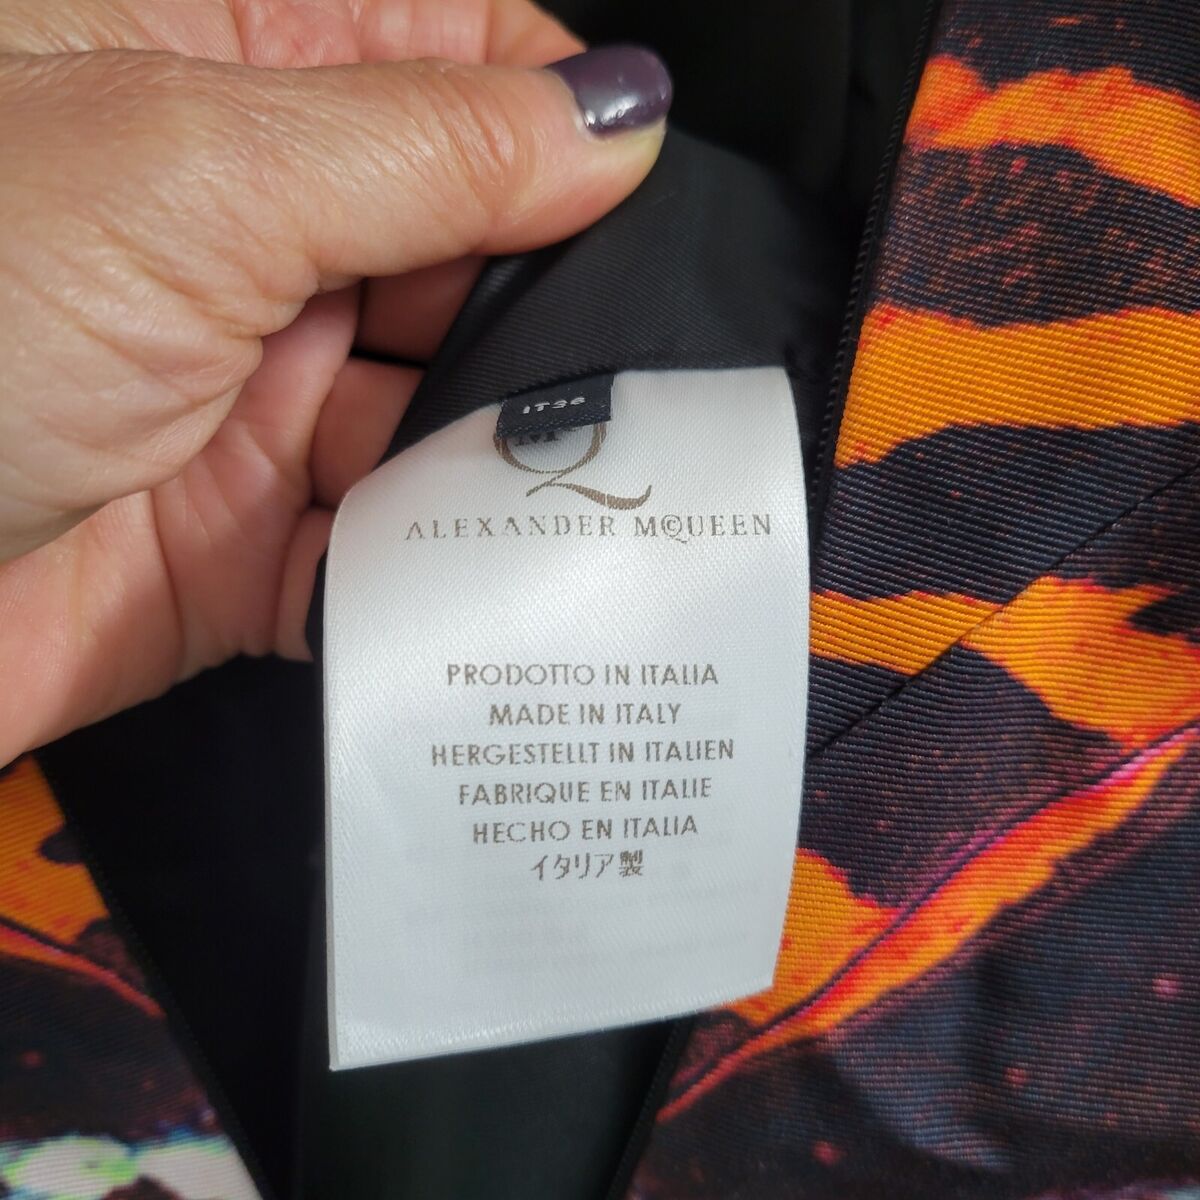 IT36
MC
ALEXANDER MCQUEEN
PRODOTTO IN ITALIA
MADE IN ITALY
HERGESTELLT IN ITALIEN
FABRIQUE EN ITALIE
HECHO EN ITALIA
イタリア製